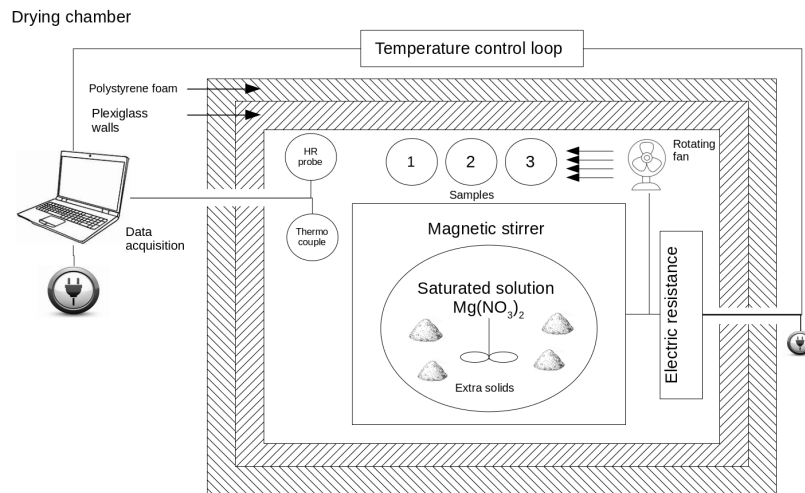 Drying chamber
Temperature control loop
Polystyrene foam
Plexiglass
walls
HR
probe
1
2
3
Rotating
fan
Samples
Thermo
couple
Data
acquisition
Magnetic stirrer
Saturated solution
Mg(NO3)2
Extra solids
Electric resistance